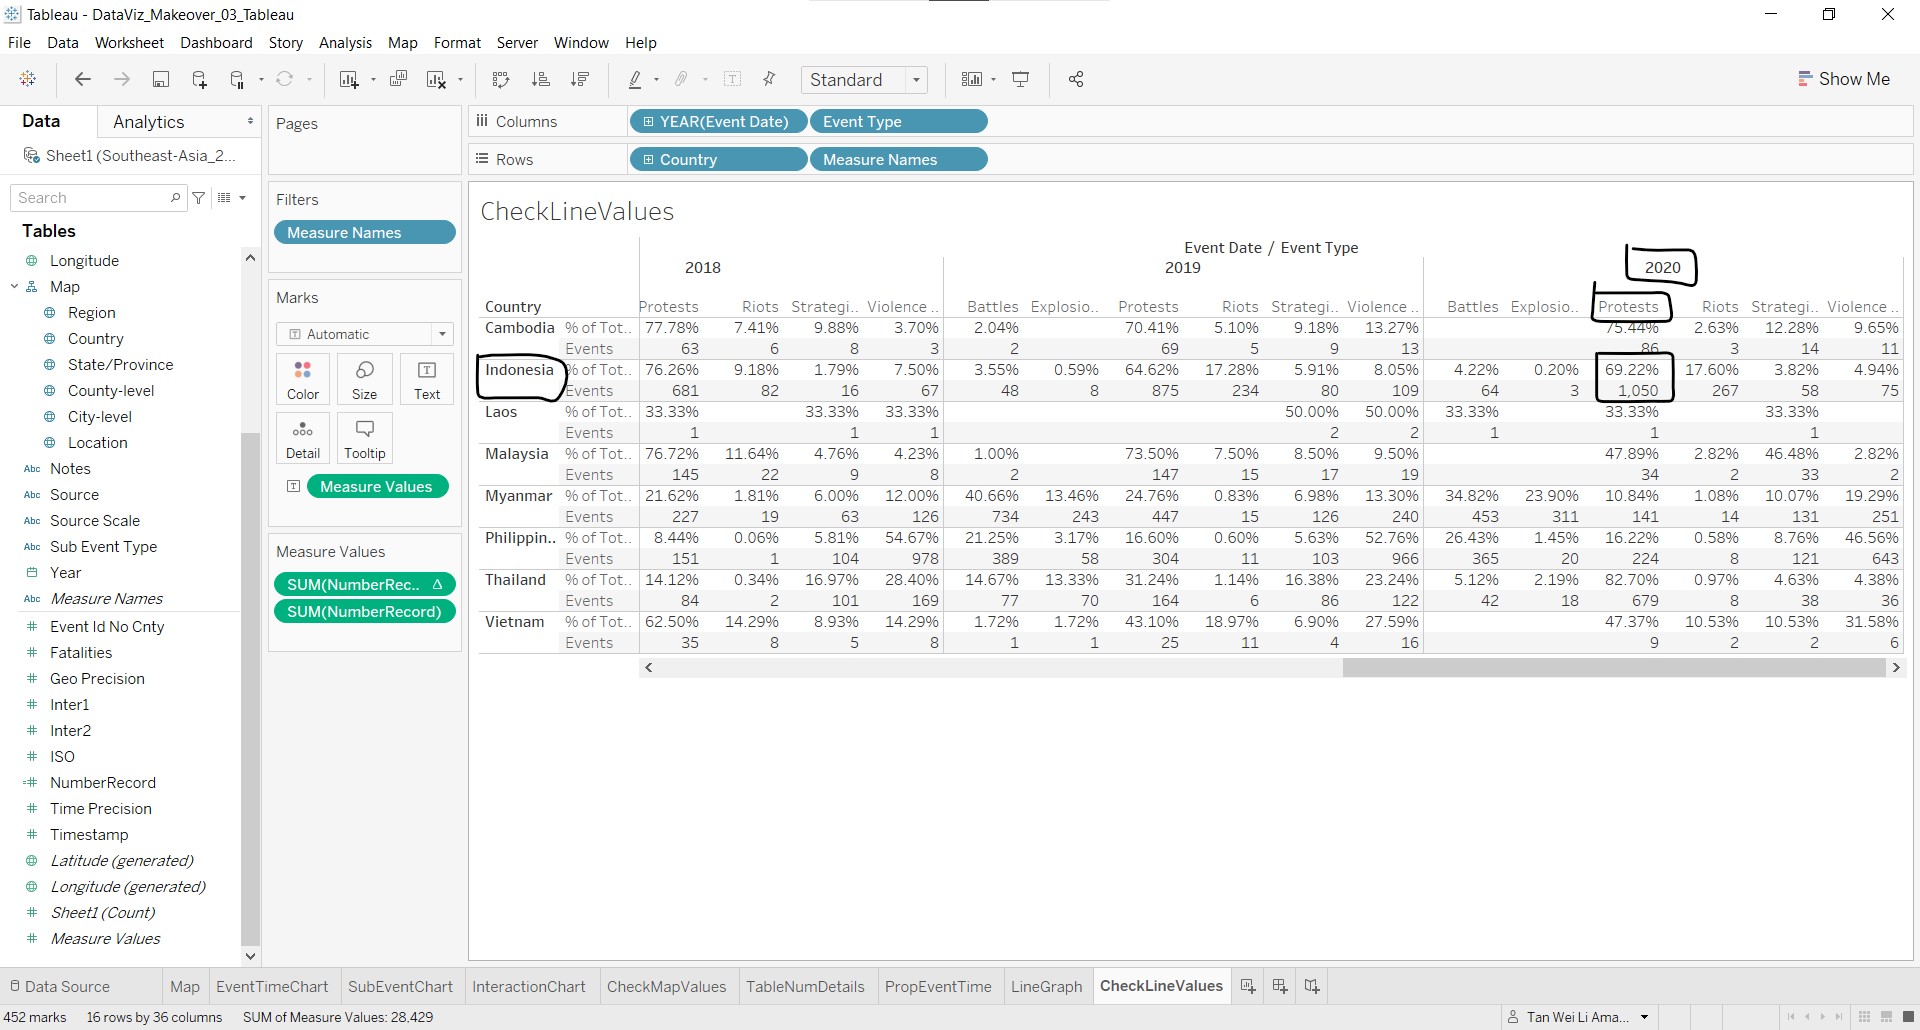 Tableau - DataViz_Makeover_03_Tableau
File Data Worksheet Dashboard Story Analysis Map Format Server Window Help
Standard
Show Me
Data Analytics
Sheet1 (Southeast-Asia_2...
Search
Tables
Longitude
Map
Region
Country
State/Province
County-level
City-level
Location
Abc Notes
Abc Source
Abc Source Scale
Abc Sub Event Type
Year
Abc Measure Names
# Event Id No Cnty
# Fatalities
# Geo Precision
# Inter1
# Inter2
# ISO
=# NumberRecord
# Time Precision
# Timestamp
Latitude (generated)
Longitude (generated)
# Sheet1 (Count)
# Measure Values
Pages
Filters
Measure Names
Marks
T Automatic
Color Size Text
Detail Tooltip
T Measure Values
Measure Values
SUM(NumberRec.. Δ
SUM(NumberRecord)
iii Columns YEAR(Event Date) Event Type
Rows Country Measure Names
CheckLineValues
Event Date / Event Type
2018 2019 2020
Country Protests Riots Strategi.. Violence .. Battles Explosio.. Protests Riots Strategi.. Violence .. Battles Explosio.. Protests Riots Strategi.. Violence ..
Cambodia % of Tot.. 77.78% 7.41% 9.88% 3.70% 2.04% 70.41% 5.10% 9.18% 13.27% 75.44% 2.63% 12.28% 9.65%
Events 63 6 8 3 2 69 5 9 13 86 3 14 11
Indonesia % of Tot.. 76.26% 9.18% 1.79% 7.50% 3.55% 0.59% 64.62% 17.28% 5.91% 8.05% 4.22% 0.20% 69.22% 17.60% 3.82% 4.94%
Events 681 82 16 67 48 8 875 234 80 109 64 3 1,050 267 58 75
Laos % of Tot.. 33.33% 33.33% 33.33% 50.00% 50.00% 33.33% 33.33% 33.33%
Events 1 1 1 2 2 1 1 1
Malaysia % of Tot.. 76.72% 11.64% 4.76% 4.23% 1.00% 73.50% 7.50% 8.50% 9.50% 47.89% 2.82% 46.48% 2.82%
Events 145 22 9 8 2 147 15 17 19 34 2 33 2
Myanmar % of Tot.. 21.62% 1.81% 6.00% 12.00% 40.66% 13.46% 24.76% 0.83% 6.98% 13.30% 34.82% 23.90% 10.84% 1.08% 10.07% 19.29%
Events 227 19 63 126 734 243 447 15 126 240 453 311 141 14 131 251
Philippin.. % of Tot.. 8.44% 0.06% 5.81% 54.67% 21.25% 3.17% 16.60% 0.60% 5.63% 52.76% 26.43% 1.45% 16.22% 0.58% 8.76% 46.56%
Events 151 1 104 978 389 58 304 11 103 966 365 20 224 8 121 643
Thailand % of Tot.. 14.12% 0.34% 16.97% 28.40% 14.67% 13.33% 31.24% 1.14% 16.38% 23.24% 5.12% 2.19% 82.70% 0.97% 4.63% 4.38%
Events 84 2 101 169 77 70 164 6 86 122 42 18 679 8 38 36
Vietnam % of Tot.. 62.50% 14.29% 8.93% 14.29% 1.72% 1.72% 43.10% 18.97% 6.90% 27.59% 47.37% 10.53% 10.53% 31.58%
Events 35 8 5 8 1 1 25 11 4 16 9 2 2 6
Data Source Map EventTimeChart SubEventChart InteractionChart CheckMapValues TableNumDetails PropEventTime LineGraph CheckLineValues
452 marks 16 rows by 36 columns SUM of Measure Values: 28,429 Tan Wei Li Ama...